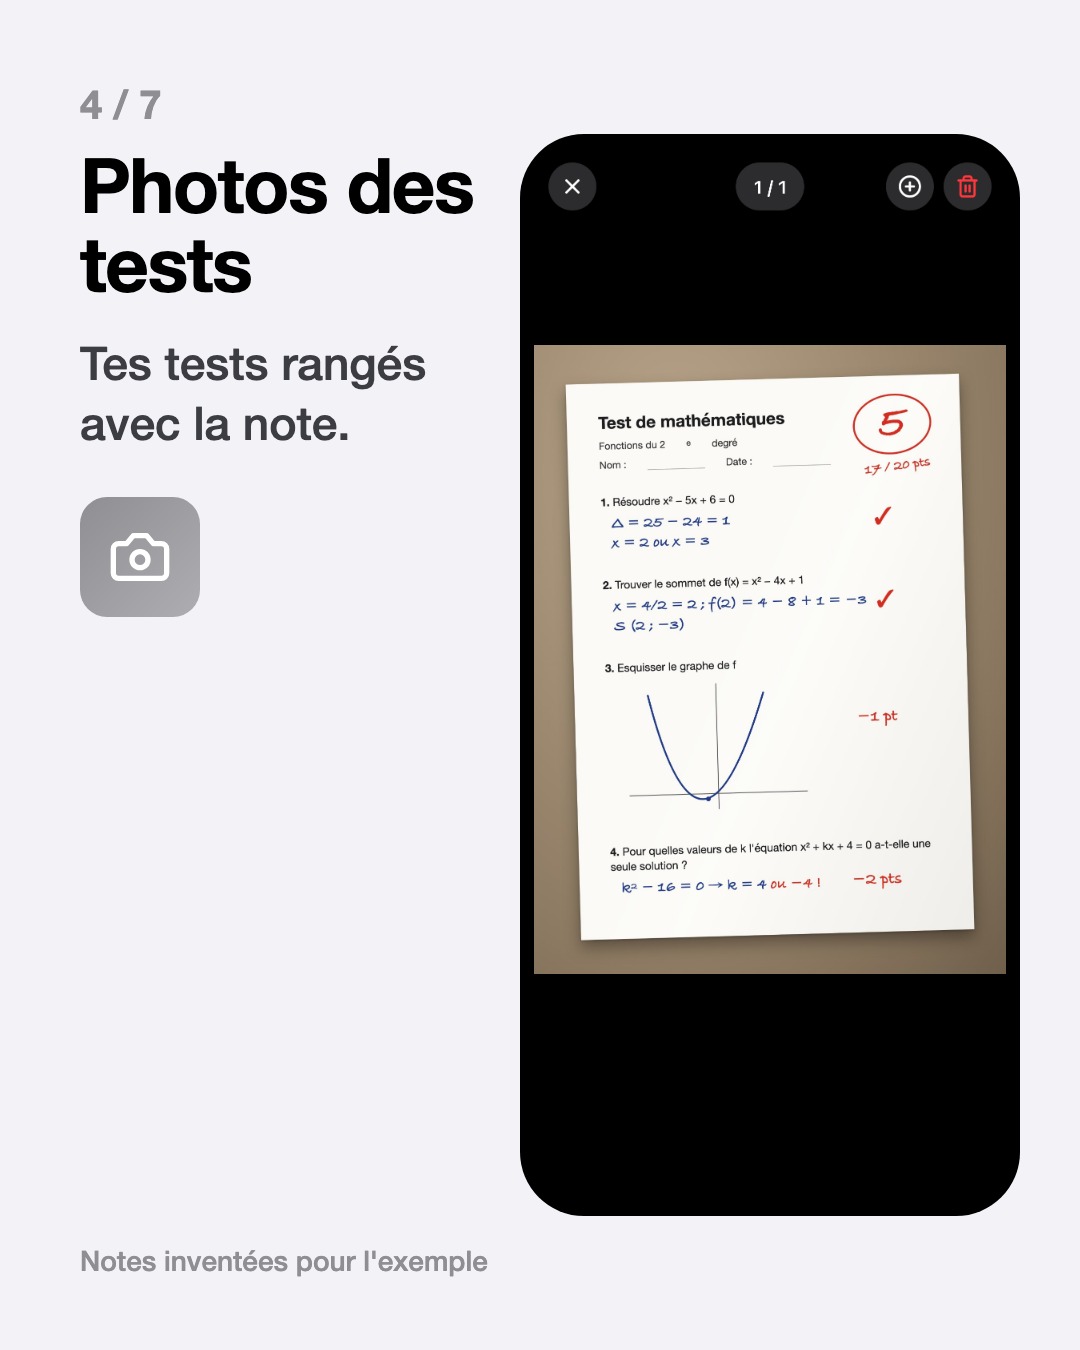 4 / 7
Photos des
tests
Tes tests rangés
avec la note.
1 / 1
Test de mathématiques
5
Fonctions du 2 e degré
17 / 20 pts
Nom : Date :
1. Résoudre x² – 5x + 6 = 0
Δ = 25 – 24 = 1 ✓
x = 2 ou x = 3
2. Trouver le sommet de f(x) = x² – 4x + 1
x = 4/2 = 2 ; f(2) = 4 – 8 + 1 = –3 ✓
S (2 ; –3)
3. Esquisser le graphe de f
–1 pt
4. Pour quelles valeurs de k l'équation x² + kx + 4 = 0 a-t-elle une
seule solution ?
k² – 16 = 0 → k = 4 ou –4 ! –2 pts
Notes inventées pour l'exemple